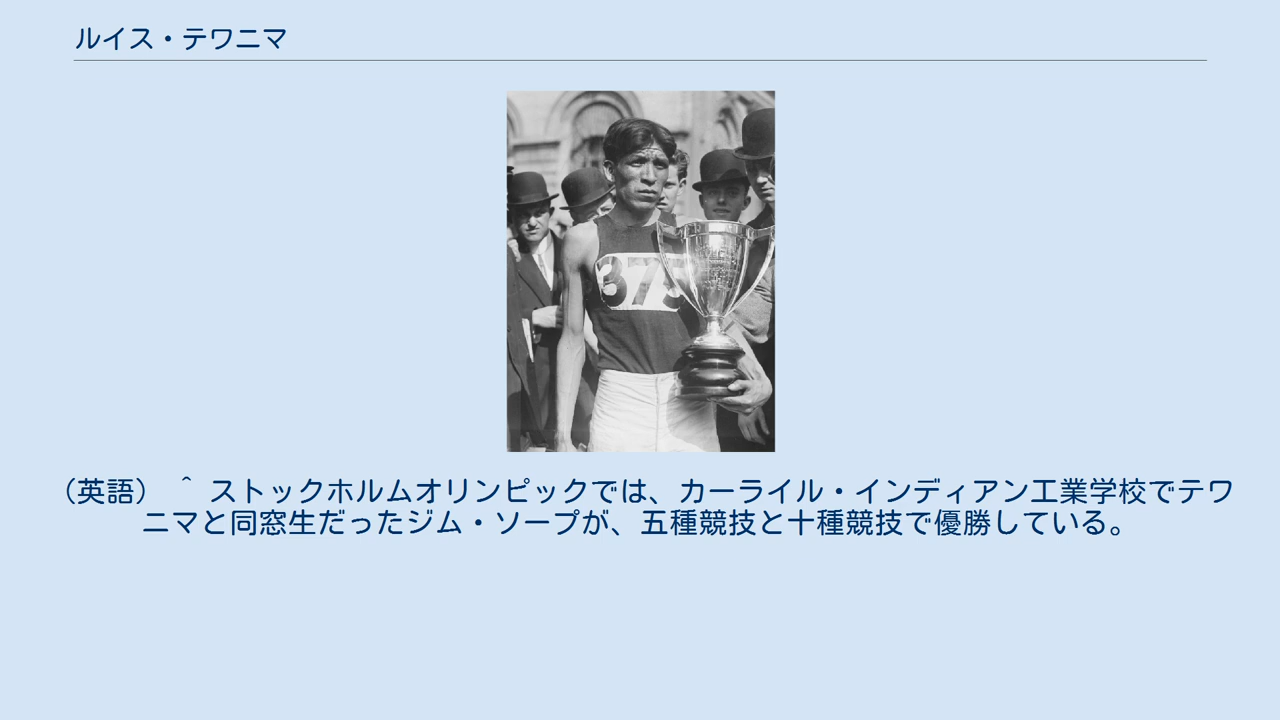 ルイス・テワニマ
375
（英語） ＾ ストックホルムオリンピックでは、カーライル・インディアン工業学校でテワ
ニマと同窓生だったジム・ソープが、五種競技と十種競技で優勝している。